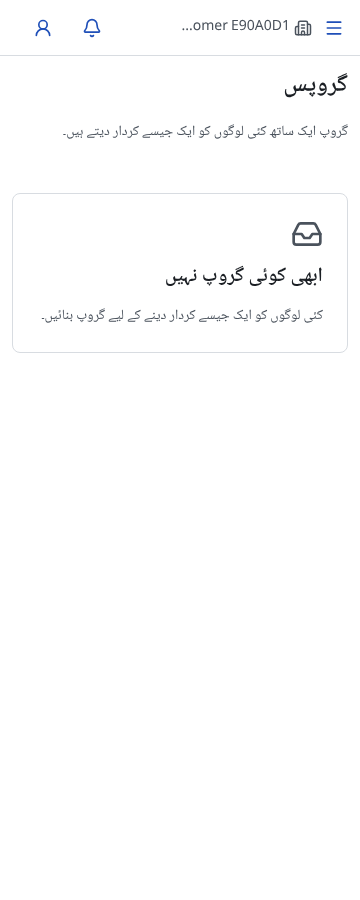 ...omer E90A0D1
گروپس
گروپ ایک ساتھ کئی لوگوں کو ایک جیسے کردار دیتے ہیں۔
ابھی کوئی گروپ نہیں
کئی لوگوں کو ایک جیسے کردار دینے کے لیے گروپ بنائیں۔